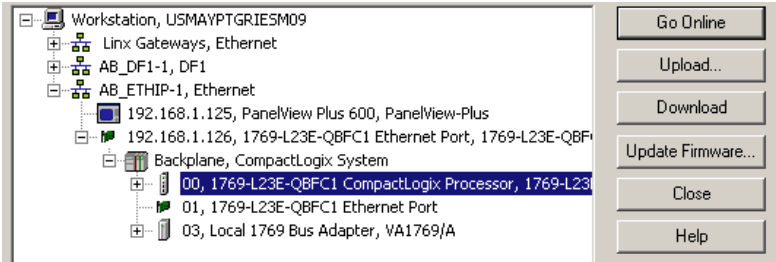 Workstation, USMAYPTGRIESM09
Linx Gateways, Ethernet
AB_DF1-1, DF1
AB_ETHIP-1, Ethernet
192.168.1.125, PanelView Plus 600, PanelView-Plus
192.168.1.126, 1769-L23E-QBFC1 Ethernet Port, 1769-L23E-QBF
Backplane, CompactLogix System
00, 1769-L23E-QBFC1 CompactLogix Processor, 1769-L23
01, 1769-L23E-QBFC1 Ethernet Port
03, Local 1769 Bus Adapter, VA1769/A
Go Online
Upload...
Download
Update Firmware...
Close
Help